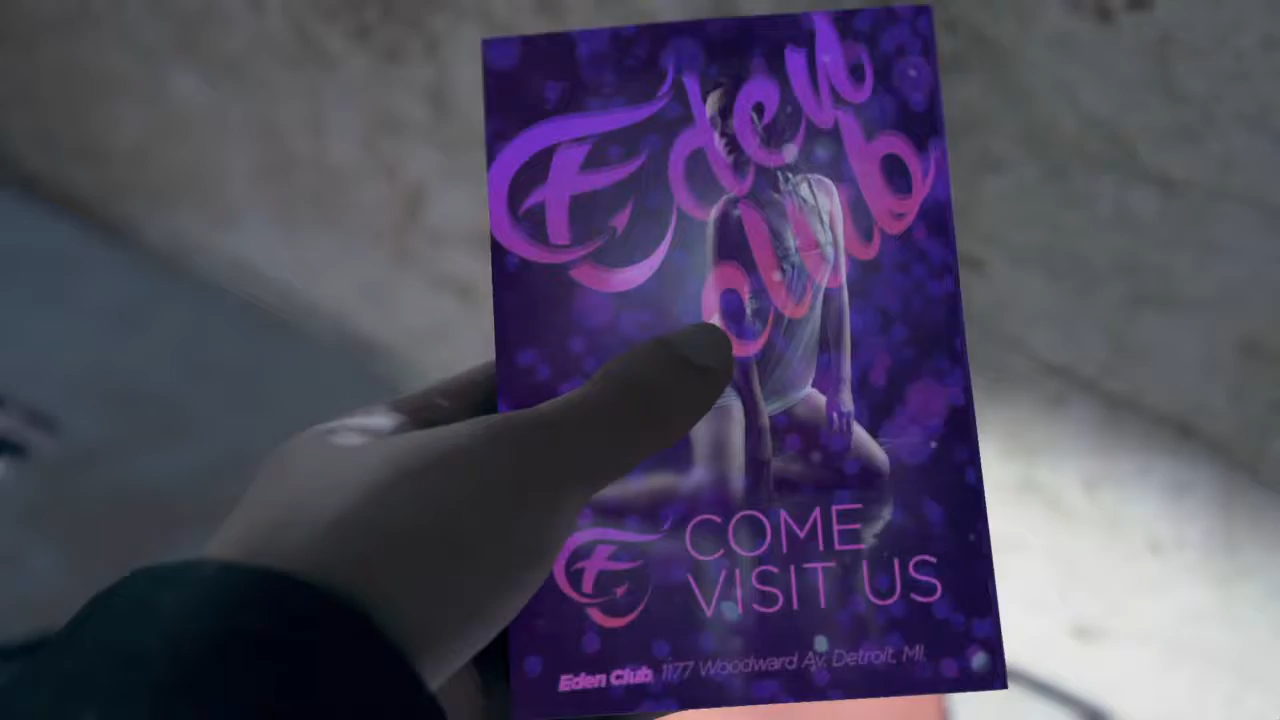 Eden
club
COME
VISIT US
Eden Club 1177 Woodward Av. Detroit, MI